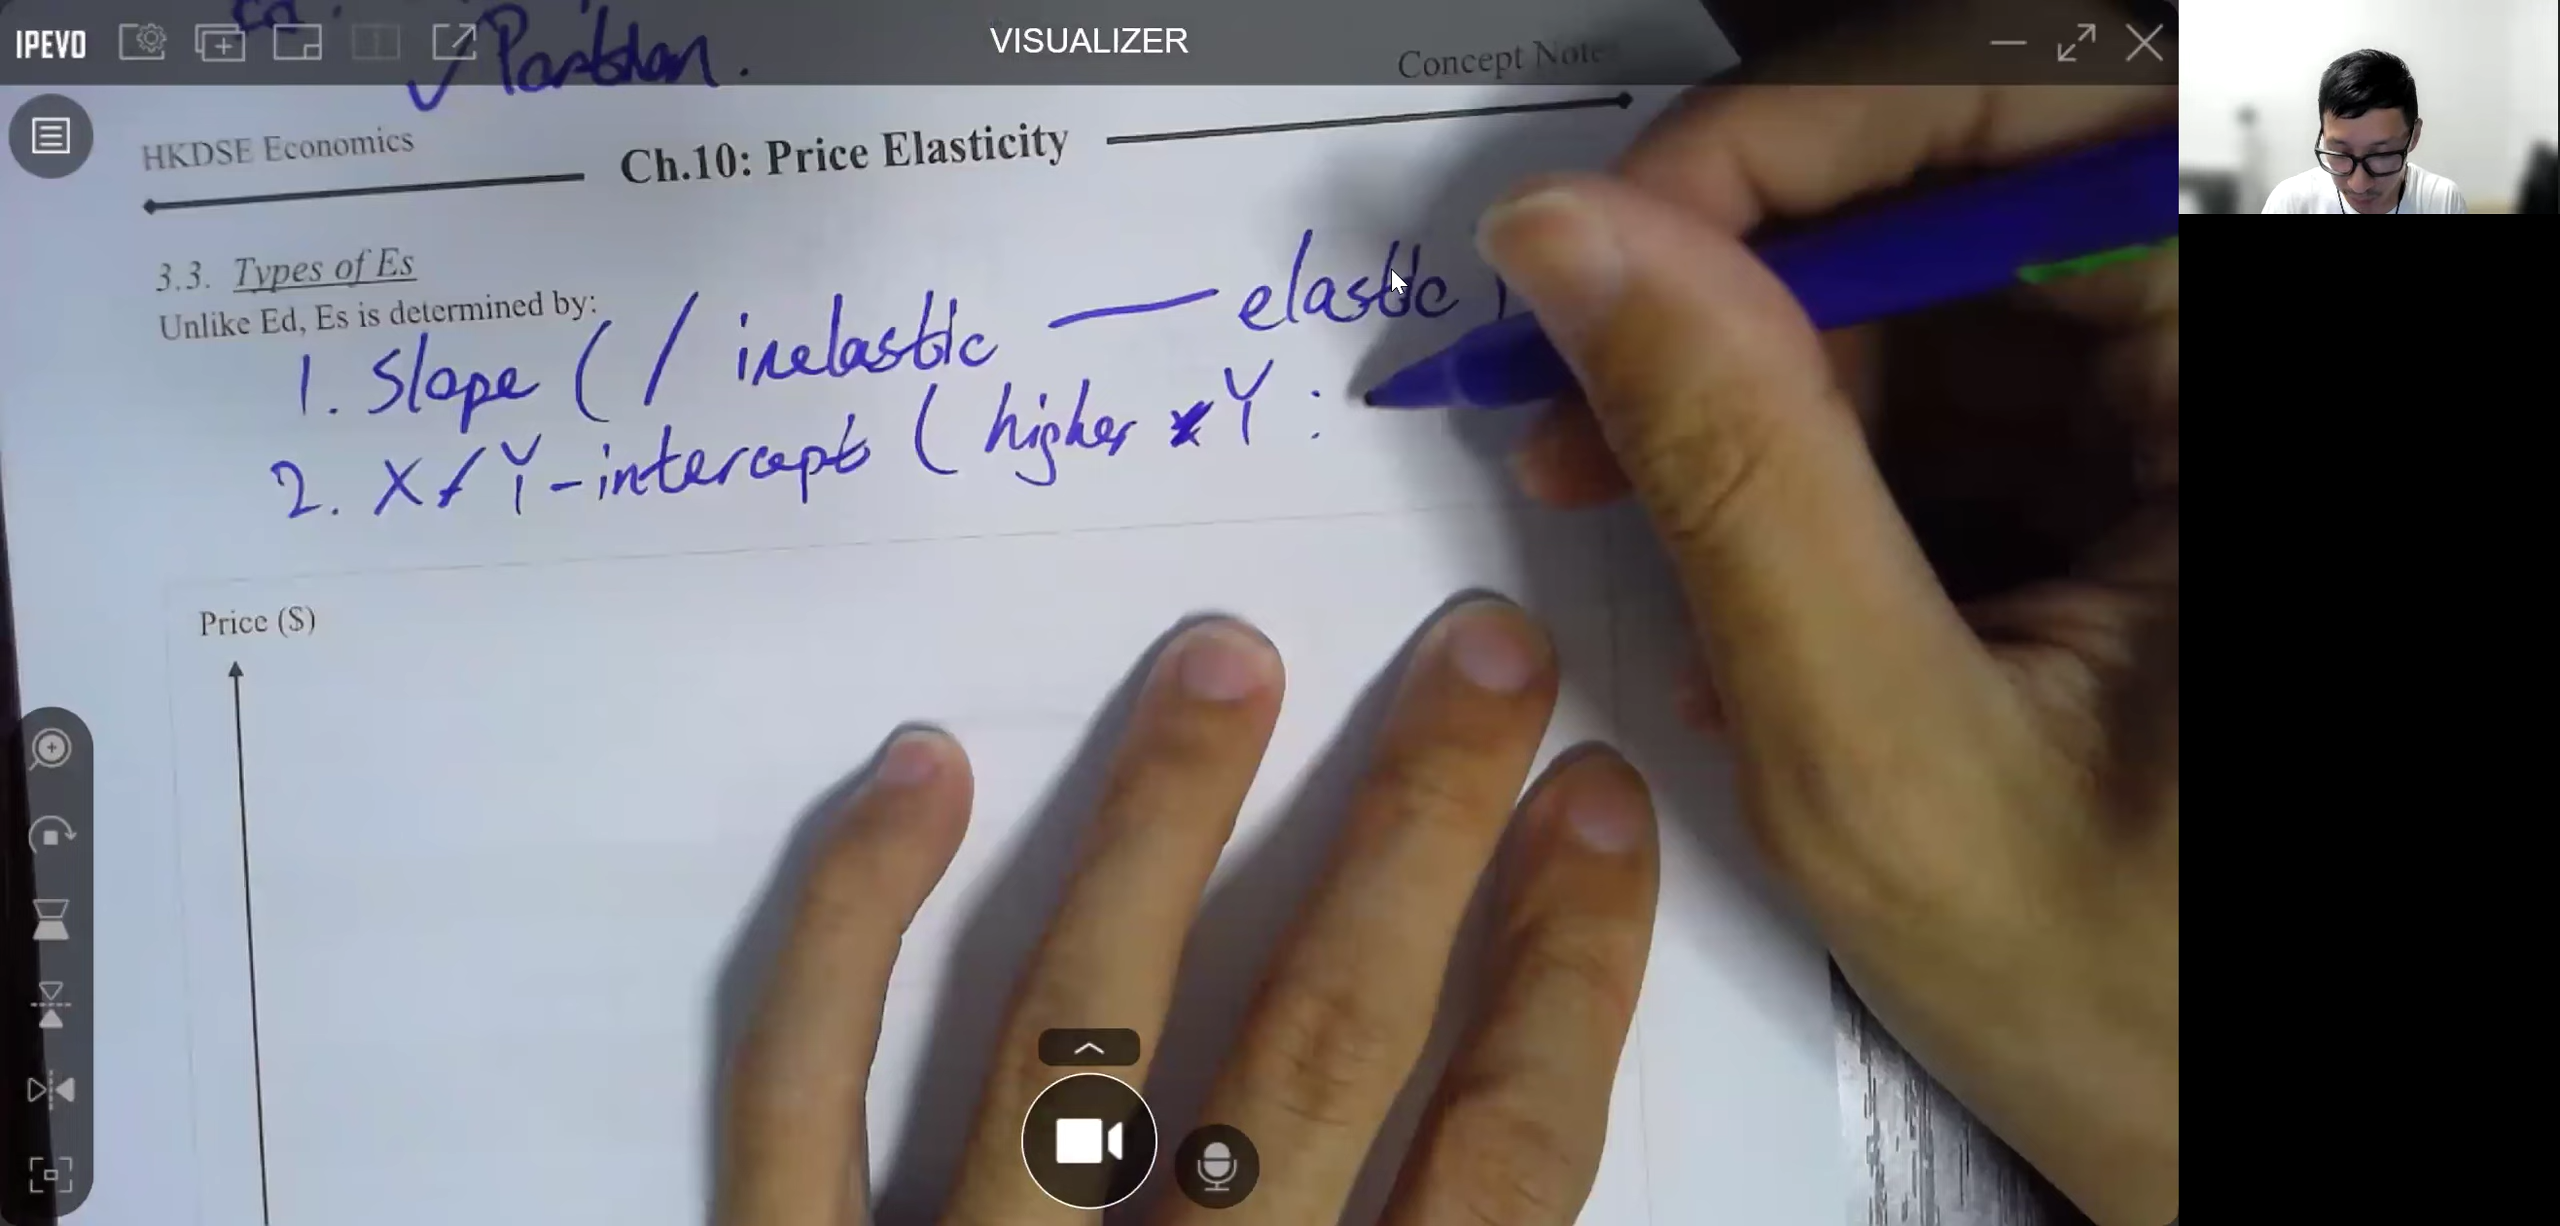 IPEVO
VISUALIZER
✓ Partition.
Concept Note
HKDSE Economics
Ch.10: Price Elasticity
3.3. Types of Es
Unlike Ed, Es is determined by:
1. Slope ( / inelastic — elastic )
2. X/Y-intercept ( higher Y :
Price ($)